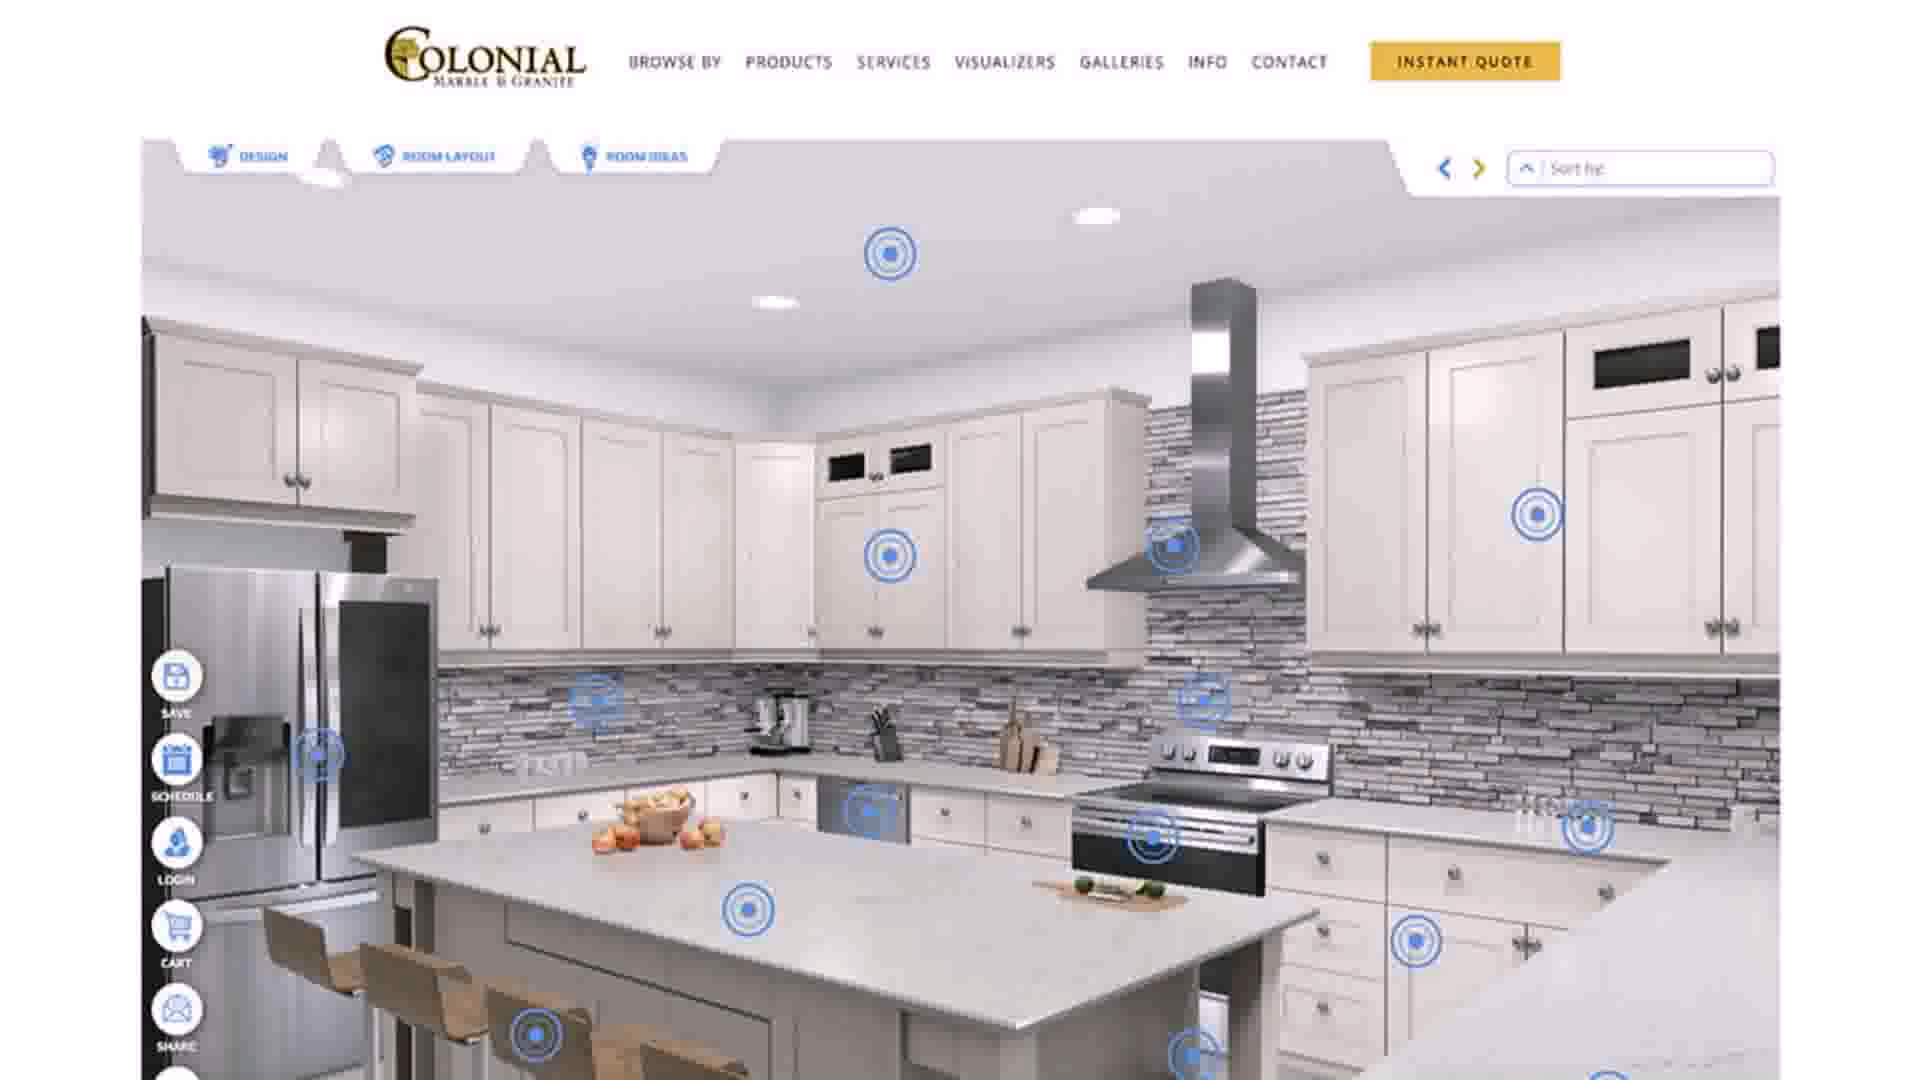 COLONIAL
MARBLE & GRANITE
BROWSE BY
PRODUCTS
SERVICES
VISUALIZERS
GALLERIES
INFO
CONTACT
INSTANT QUOTE
DESIGN
ROOM LAYOUT
ROOM IDEAS
Sort by:
SAVE
SCHEDULE
LOGIN
CART
SHARE